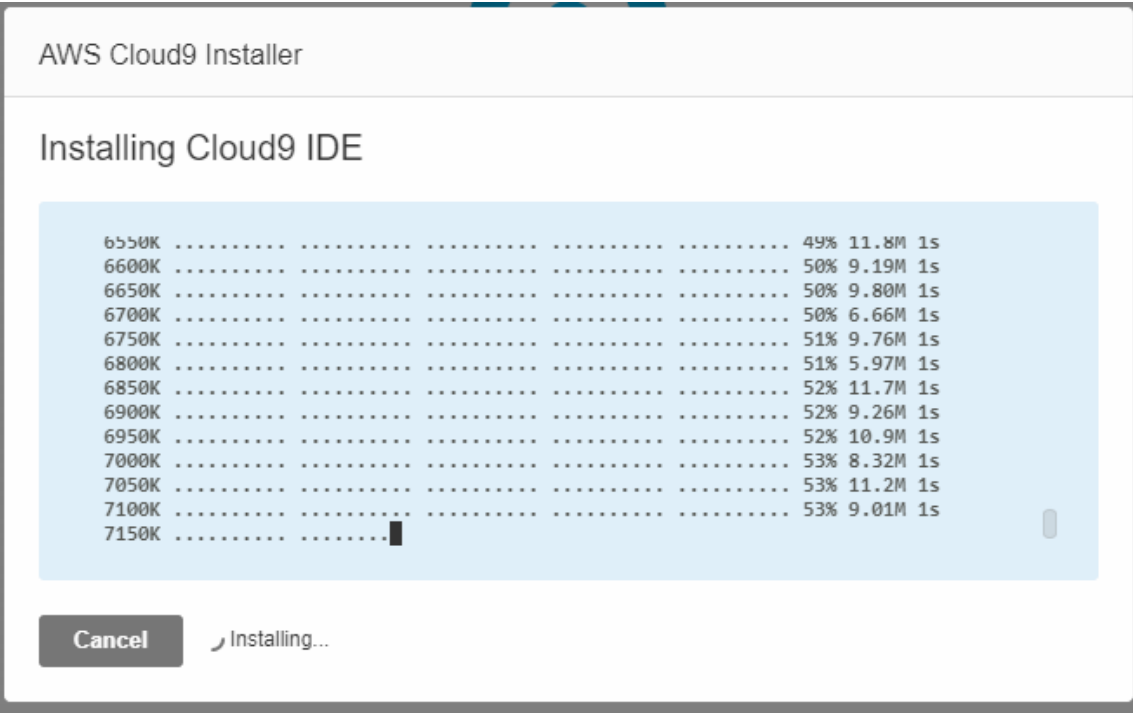 AWS Cloud9 Installer
Installing Cloud9 IDE
6550K .......... .......... .......... .......... .......... 49% 11.8M 1s
6600K .......... .......... .......... .......... .......... 50% 9.19M 1s
6650K .......... .......... .......... .......... .......... 50% 9.80M 1s
6700K .......... .......... .......... .......... .......... 50% 6.66M 1s
6750K .......... .......... .......... .......... .......... 51% 9.76M 1s
6800K .......... .......... .......... .......... .......... 51% 5.97M 1s
6850K .......... .......... .......... .......... .......... 52% 11.7M 1s
6900K .......... .......... .......... .......... .......... 52% 9.26M 1s
6950K .......... .......... .......... .......... .......... 52% 10.9M 1s
7000K .......... .......... .......... .......... .......... 53% 8.32M 1s
7050K .......... .......... .......... .......... .......... 53% 11.2M 1s
7100K .......... .......... .......... .......... .......... 53% 9.01M 1s
7150K .......... ........
Cancel Installing...